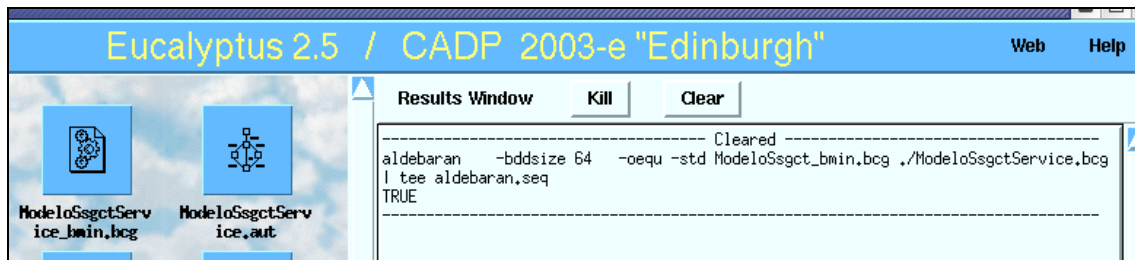 Eucalyptus 2.5 / CADP 2003-e "Edinburgh"
Web
Help
Results Window
Kill
Clear
---------------------------------- Cleared ----------------------------------
aldebaran -bddsize 64 -oequ -std ModeloSsgct_bmin.bcg ./ModeloSsgctService.bcg
| tee aldebaran.seq
TRUE
ModeloSsgctServ
ice_bmin.bcg
ModeloSsgctServ
ice.aut